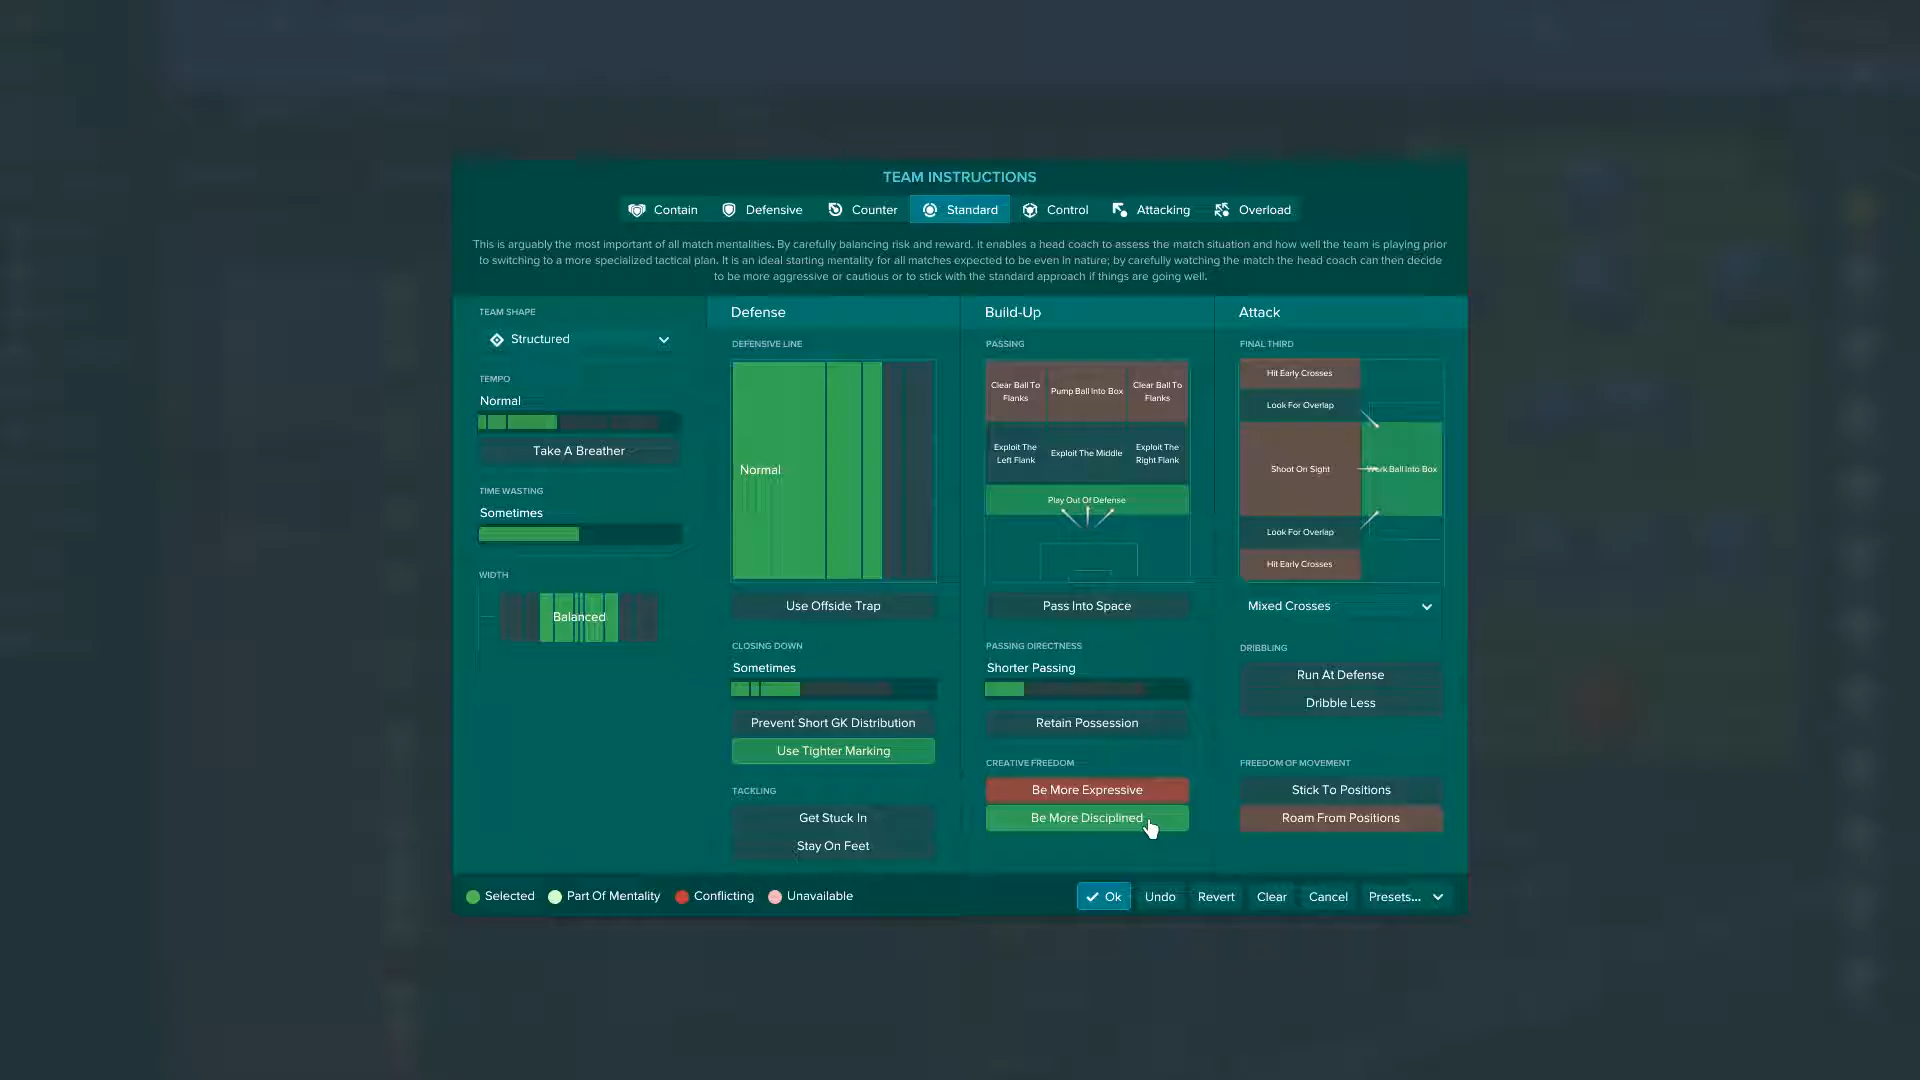 TEAM INSTRUCTIONS
Contain
Defensive
Counter
Standard
Control
Attacking
Overload
This is arguably the most important of all match mentalities. By carefully balancing risk and reward, it enables a head coach to assess the match situation and how well the team is playing prior
to switching to a more specialized tactical plan. It is an ideal starting mentality for all matches expected to be even in nature; by carefully watching the match the head coach can then decide
to be more aggressive or cautious or to stick with the standard approach if things are going well.
TEAM SHAPE
Structured
TEMPO
Normal
Take A Breather
TIME WASTING
Sometimes
WIDTH
Balanced
Defense
DEFENSIVE LINE
Normal
Use Offside Trap
CLOSING DOWN
Sometimes
Prevent Short GK Distribution
Use Tighter Marking
TACKLING
Get Stuck In
Stay On Feet
Build-Up
PASSING
Clear Ball To
Flanks
Pump Ball Into Box
Clear Ball To
Flanks
Exploit The
Left Flank
Exploit The Middle
Exploit The
Right Flank
Play Out Of Defense
Pass Into Space
PASSING DIRECTNESS
Shorter Passing
Retain Possession
CREATIVE FREEDOM
Be More Expressive
Be More Disciplined
Attack
FINAL THIRD
Hit Early Crosses
Look For Overlap
Shoot On Sight
Work Ball Into Box
Look For Overlap
Hit Early Crosses
Mixed Crosses
DRIBBLING
Run At Defense
Dribble Less
FREEDOM OF MOVEMENT
Stick To Positions
Roam From Positions
Selected
Part Of Mentality
Conflicting
Unavailable
Ok
Undo
Revert
Clear
Cancel
Presets...